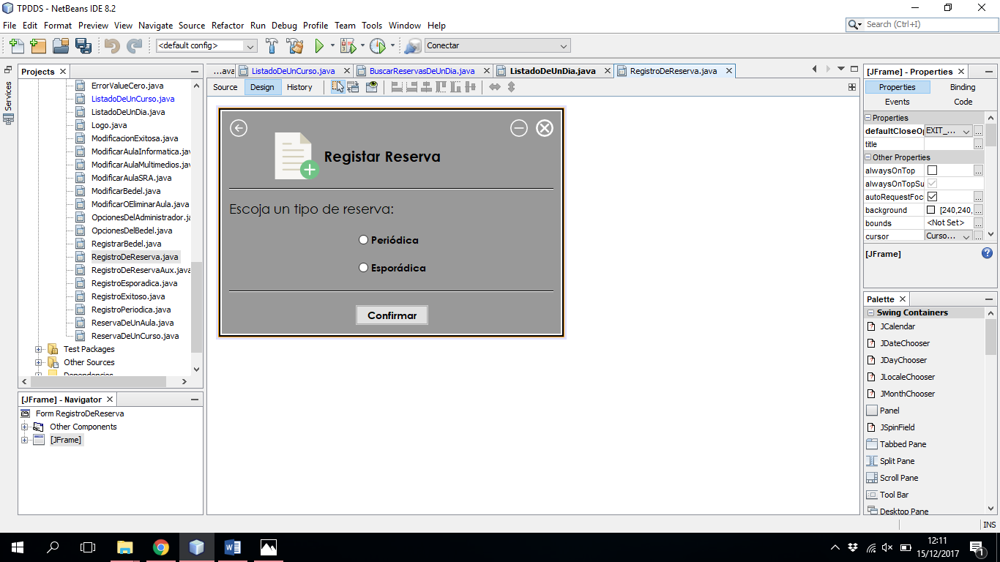 TPDDS - NetBeans IDE 8.2
File Edit Format Preview View Navigate Source Refactor Run Debug Profile Team Tools Window Help
Search (Ctrl+I)
<default config>
Conectar
Services
Projects
ErrorValueCero.java
ListadoDeUnCurso.java
ListadoDeUnDia.java
Logo.java
ModificacionExitosa.java
ModificarAulaInformatica.java
ModificarAulaMultimedios.java
ModificarAulaSRA.java
ModificarBedel.java
ModificarOEliminarAula.java
OpcionesDelAdministrador.ja
OpcionesDelBedel.java
RegistrarBedel.java
RegistroDeReserva.java
RegistroDeReservaAux.java
RegistroEsporadica.java
RegistroExitoso.java
RegistroPeriodica.java
ReservaDeUnAula.java
ReservaDeUnCurso.java
Test Packages
Other Sources
Dependencies
[JFrame] - Navigator
Form RegistroDeReserva
Other Components
[JFrame]
...ava ListadoDeUnCurso.java BuscarReservasDeUnDia.java ListadoDeUnDia.java RegistroDeReserva.java
Source Design History
Registar Reserva
Escoja un tipo de reserva:
Periódica
Esporádica
Confirmar
[JFrame] - Properties
Properties Binding
Events Code
Properties
defaultCloseOp EXIT_... ...
title ...
Other Properties
alwaysOnTop ...
alwaysOnTopSu
autoRequestFoc ...
background [240,240, ...
bounds <Not Set> ...
cursor Curso... ...
[JFrame]
Palette
Swing Containers
JCalendar
JDateChooser
JDayChooser
JLocaleChooser
JMonthChooser
Panel
JSpinField
Tabbed Pane
Split Pane
Scroll Pane
Tool Bar
Desktop Pane
INS
12:11
15/12/2017
1